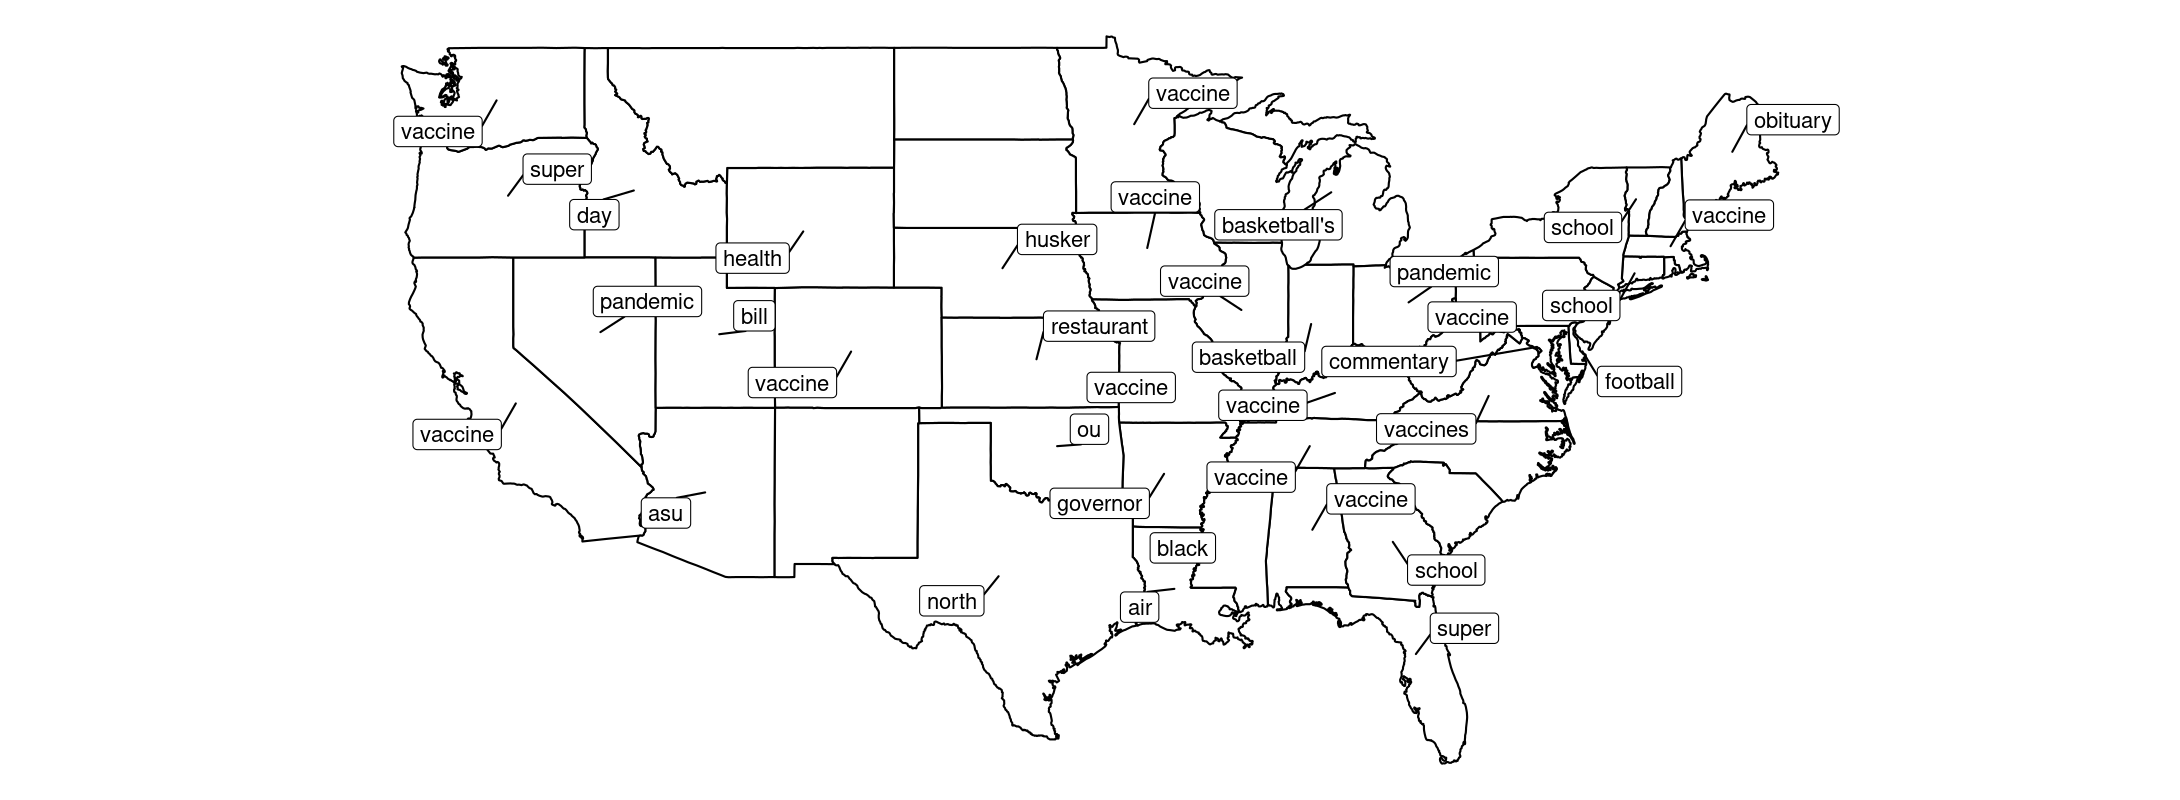 vaccine
obituary
vaccine
super
vaccine
day
vaccine
basketball's
school
health
husker
pandemic
pandemic
vaccine
bill
restaurant
vaccine
school
vaccine
basketball
commentary
football
vaccine
vaccine
vaccine
ou
vaccines
asu
governor
vaccine
vaccine
black
school
north
air
super